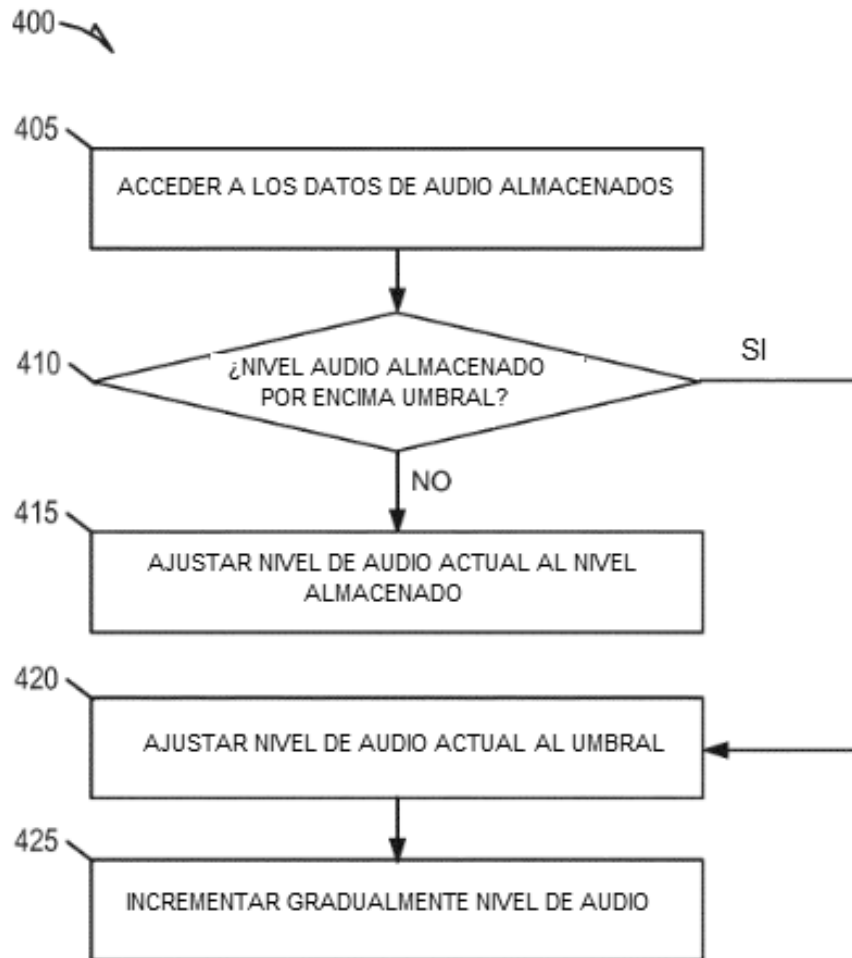 400
405
ACCEDER A LOS DATOS DE AUDIO ALMACENADOS
410
¿NIVEL AUDIO ALMACENADO
POR ENCIMA UMBRAL?
SI
NO
415
AJUSTAR NIVEL DE AUDIO ACTUAL AL NIVEL
ALMACENADO
420
AJUSTAR NIVEL DE AUDIO ACTUAL AL UMBRAL
425
INCREMENTAR GRADUALMENTE NIVEL DE AUDIO